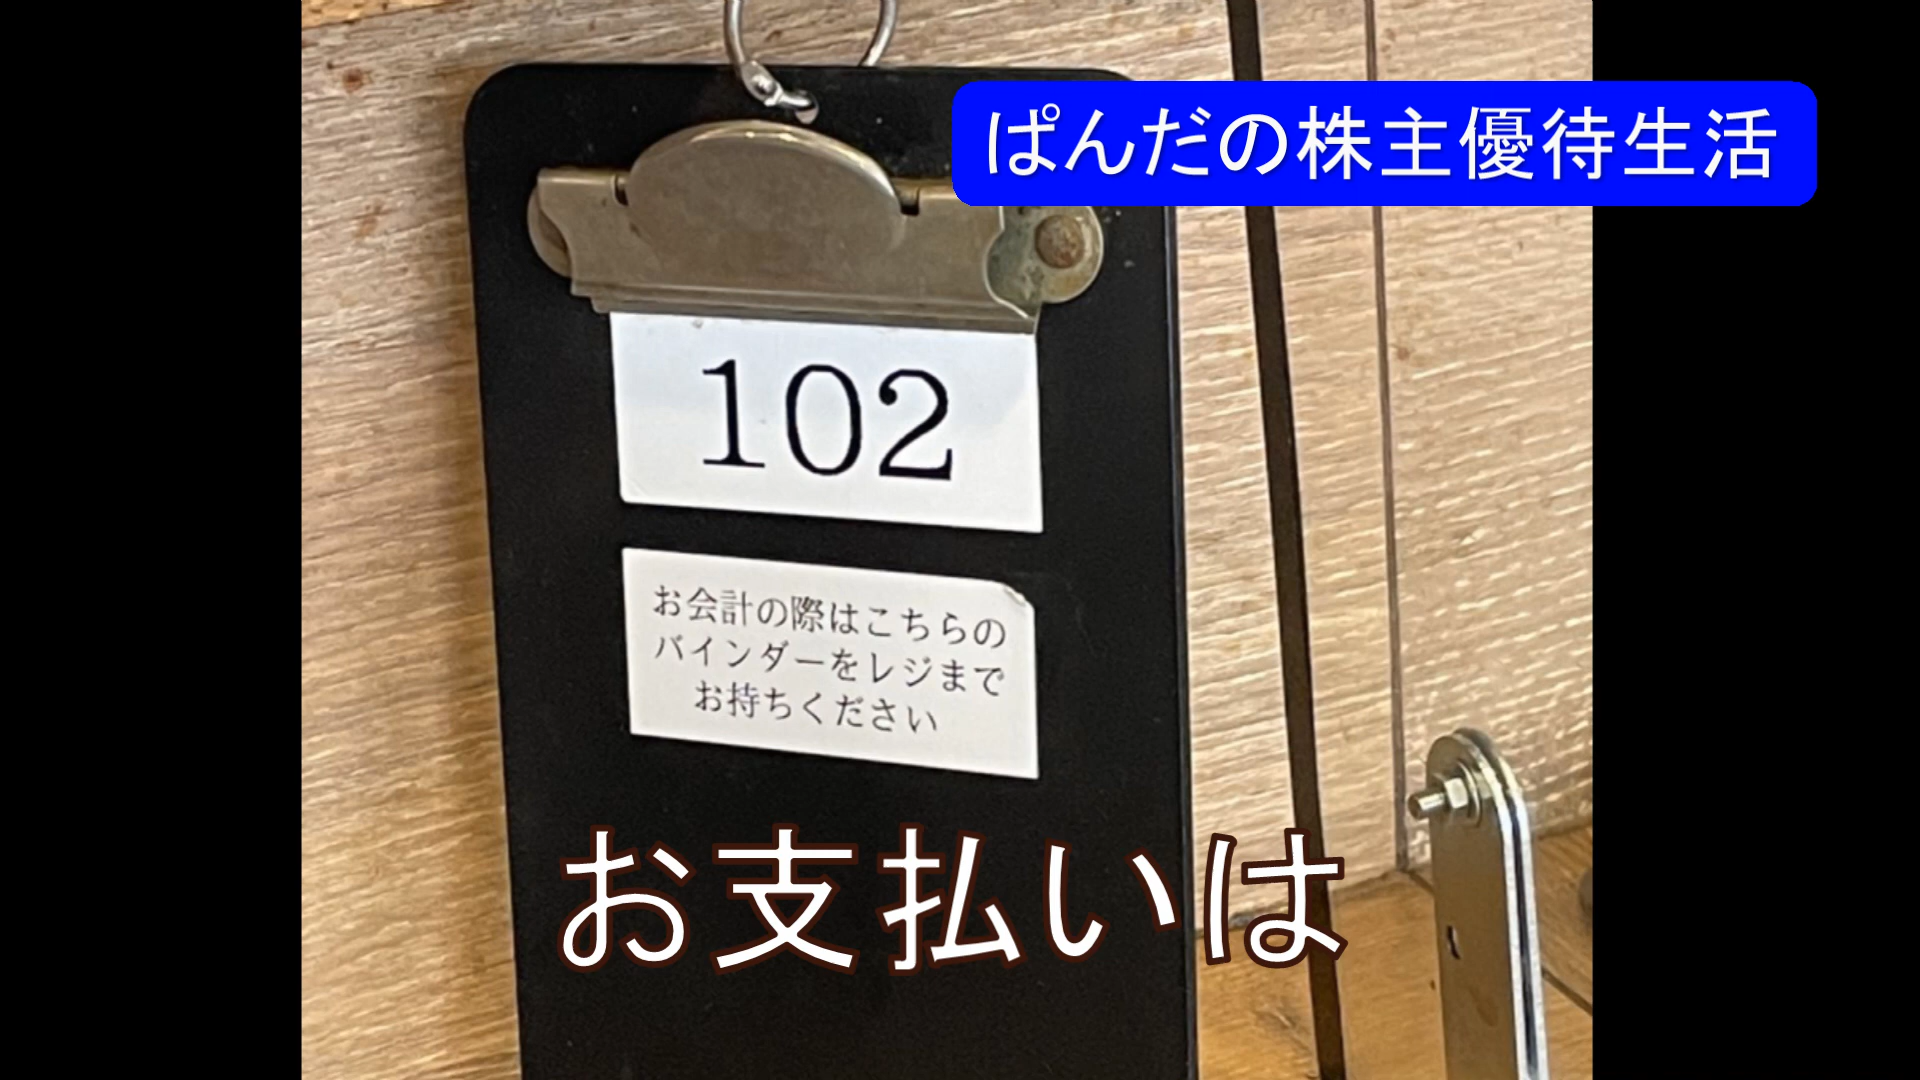 ぱんだの株主優待生活
102
お会計の際はこちらの
バインダーをレジまで
お持ちください
お支払いは